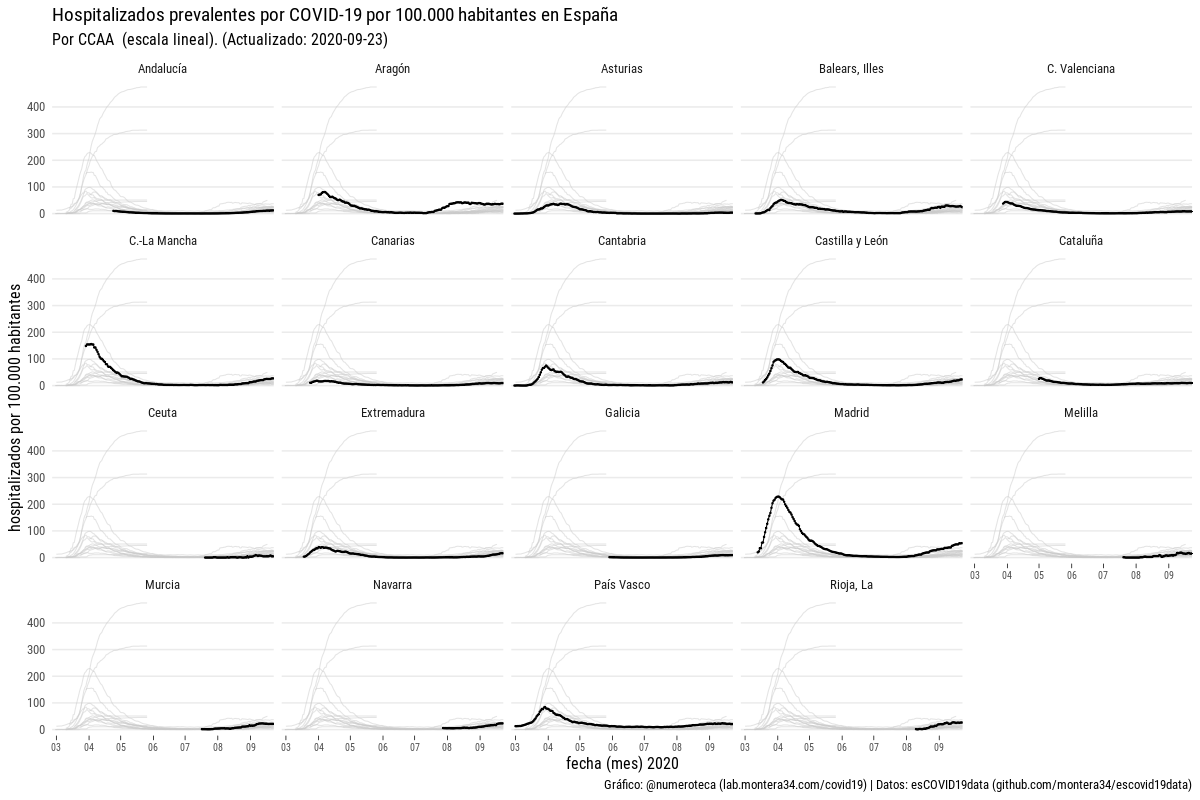 Hospitalizados prevalentes por COVID-19 por 100.000 habitantes en España
Por CCAA  (escala lineal). (Actualizado: 2020-09-23)
Andalucía
Aragón
Asturias
Balears, Illes
C. Valenciana
400
300
200
100
0
C.-La Mancha
Canarias
Cantabria
Castilla y León
Cataluña
400
300
200
100
0
hospitalizados por 100.000 habitantes
Ceuta
Extremadura
Galicia
Madrid
Melilla
400
300
200
100
0
03 04 05 06 07 08 09
Murcia
Navarra
País Vasco
Rioja, La
400
300
200
100
0
03 04 05 06 07 08 09
03 04 05 06 07 08 09
03 04 05 06 07 08 09
03 04 05 06 07 08 09
fecha (mes) 2020
Gráfico: @numeroteca (lab.montera34.com/covid19) | Datos: esCOVID19data (github.com/montera34/escovid19data)